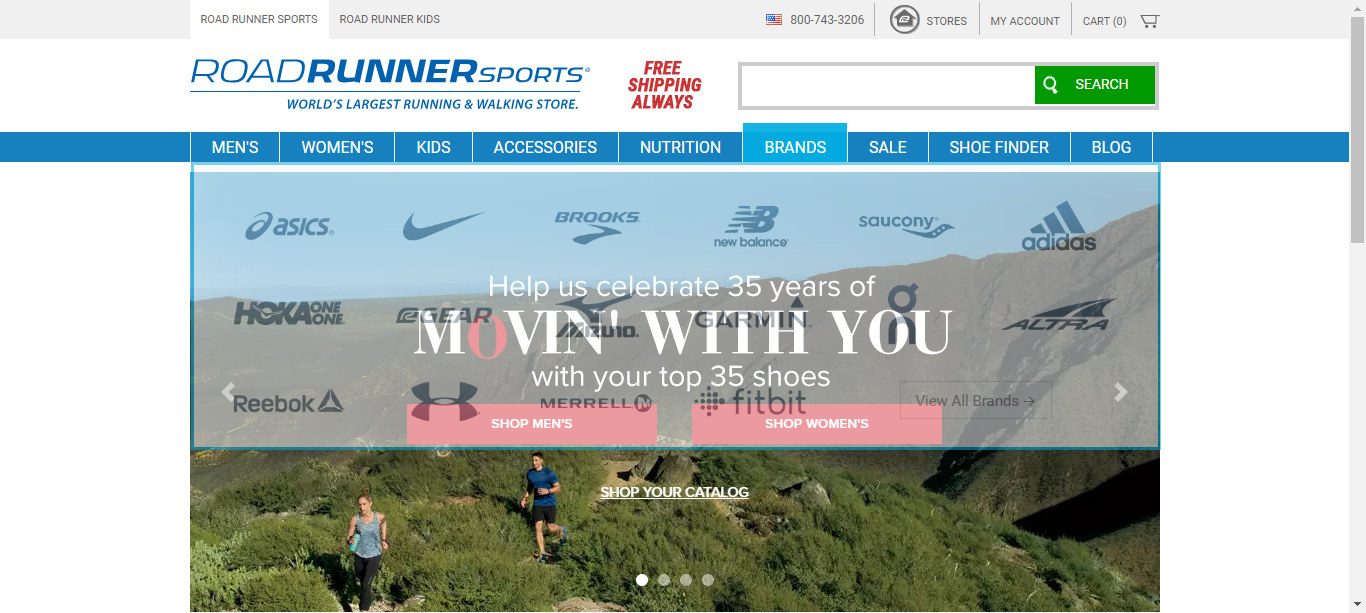 ROAD RUNNER SPORTS
ROAD RUNNER KIDS
800-743-3206
STORES
MY ACCOUNT
CART (0)
ROADRUNNERSPORTS®
WORLD'S LARGEST RUNNING & WALKING STORE.
FREE
SHIPPING
ALWAYS
SEARCH
MEN'S
WOMEN'S
KIDS
ACCESSORIES
NUTRITION
BRANDS
SALE
SHOE FINDER
BLOG
asics
BROOKS
new balance
saucony
adidas
Help us celebrate 35 years of
HOKA ONE ONE
GEAR
MIZUNO
GARMIN
on
ALTRA
MOVIN' WITH YOU
with your top 35 shoes
Reebok
MERRELL
fitbit
View All Brands →
SHOP MEN'S
SHOP WOMEN'S
SHOP YOUR CATALOG